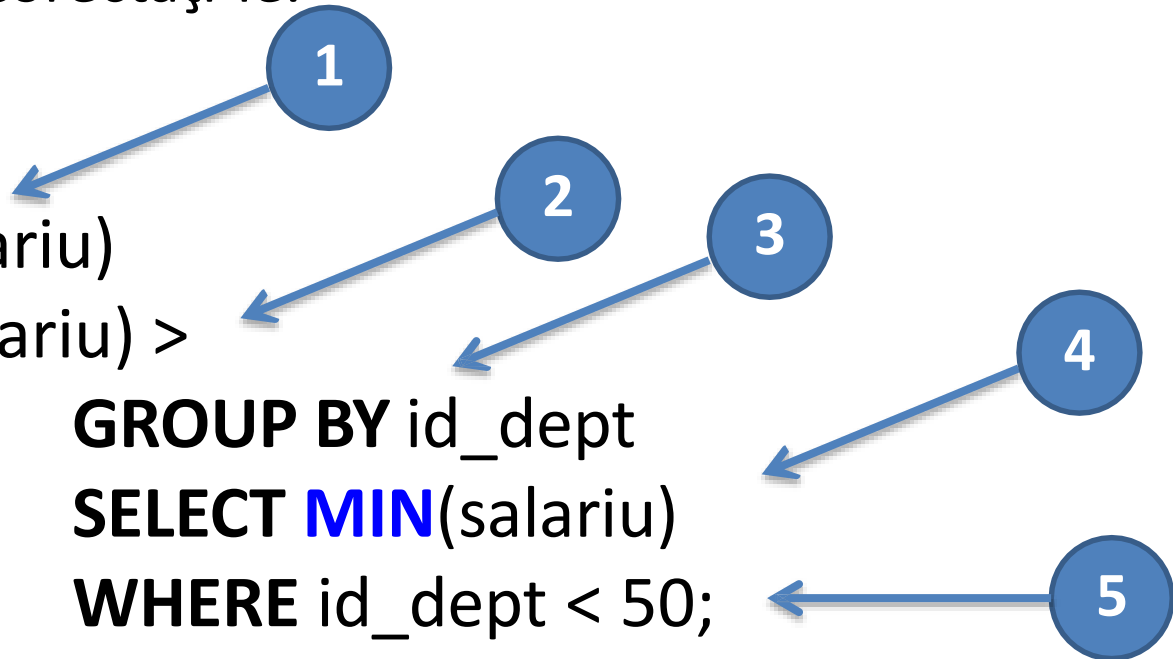 1
2
3
ariu)
ariu) >
4
GROUP BY id_dept
SELECT MIN(salariu)
WHERE id_dept < 50;
5